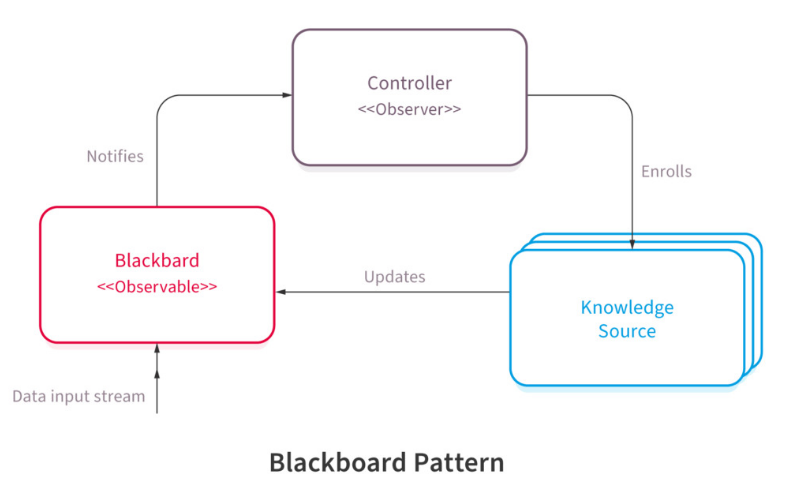 Controller
<<Observer>>
Notifies
Enrolls
Blackbard
<<Observable>>
Updates
Knowledge
Source
Data input stream
Blackboard Pattern